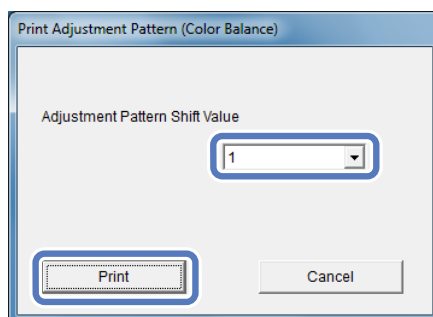 Print Adjustment Pattern (Color Balance)
Adjustment Pattern Shift Value
1
Print Cancel